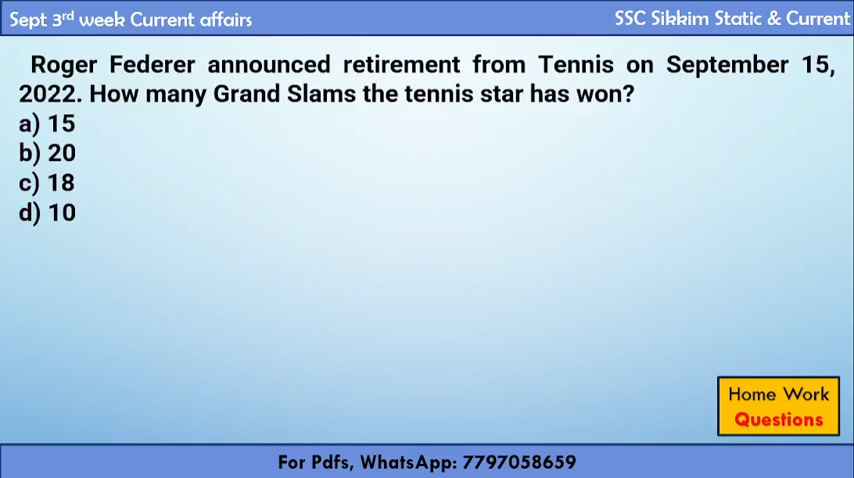 Sept 3rd week Current affairs
SSC Sikkim Static & Current
Roger Federer announced retirement from Tennis on September 15,
2022. How many Grand Slams the tennis star has won?
a) 15
b) 20
c) 18
d) 10
Home Work
Questions
For Pdfs, WhatsApp: 7797058659